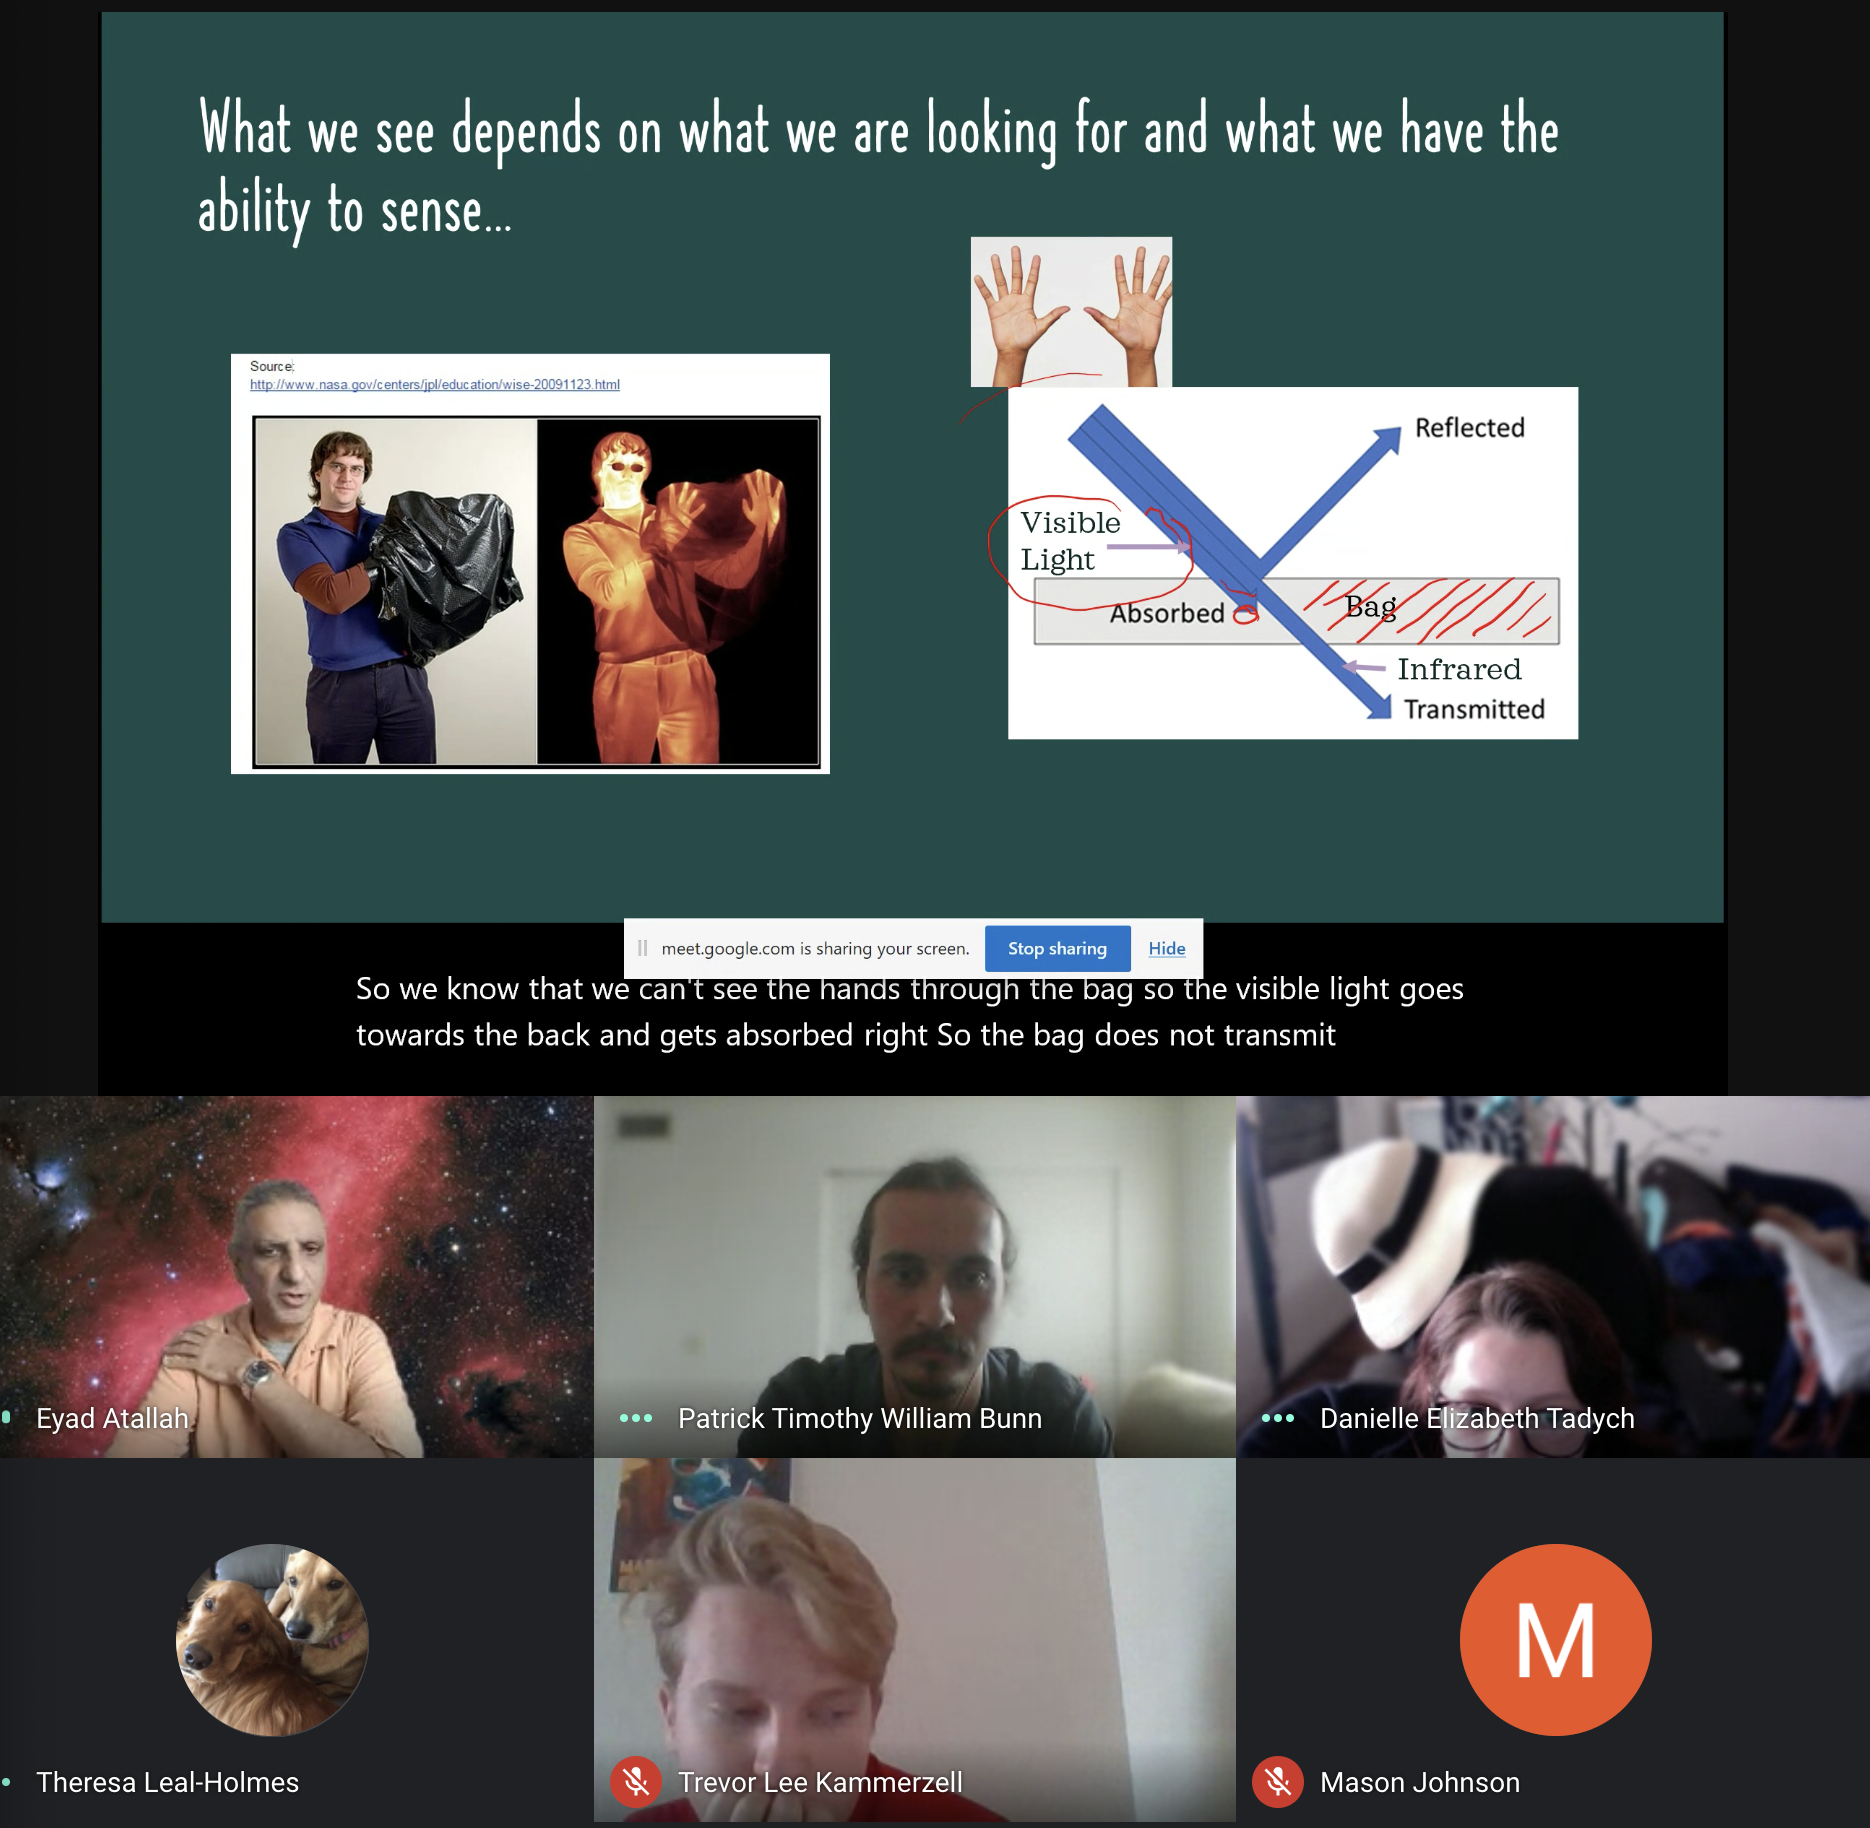 What we see depends on what we are looking for and what we have the
ability to sense...
Source:
http://www.nasa.gov/centers/jpl/education/wise-20091123.html
Reflected
Visible
Light
Absorbed
Bag
Infrared
Transmitted
meet.google.com is sharing your screen.
Stop sharing
Hide
So we know that we can't see the hands through the bag so the visible light goes
towards the back and gets absorbed right So the bag does not transmit
Eyad Atallah
Patrick Timothy William Bunn
Danielle Elizabeth Tadych
M
Theresa Leal-Holmes
Trevor Lee Kammerzell
Mason Johnson